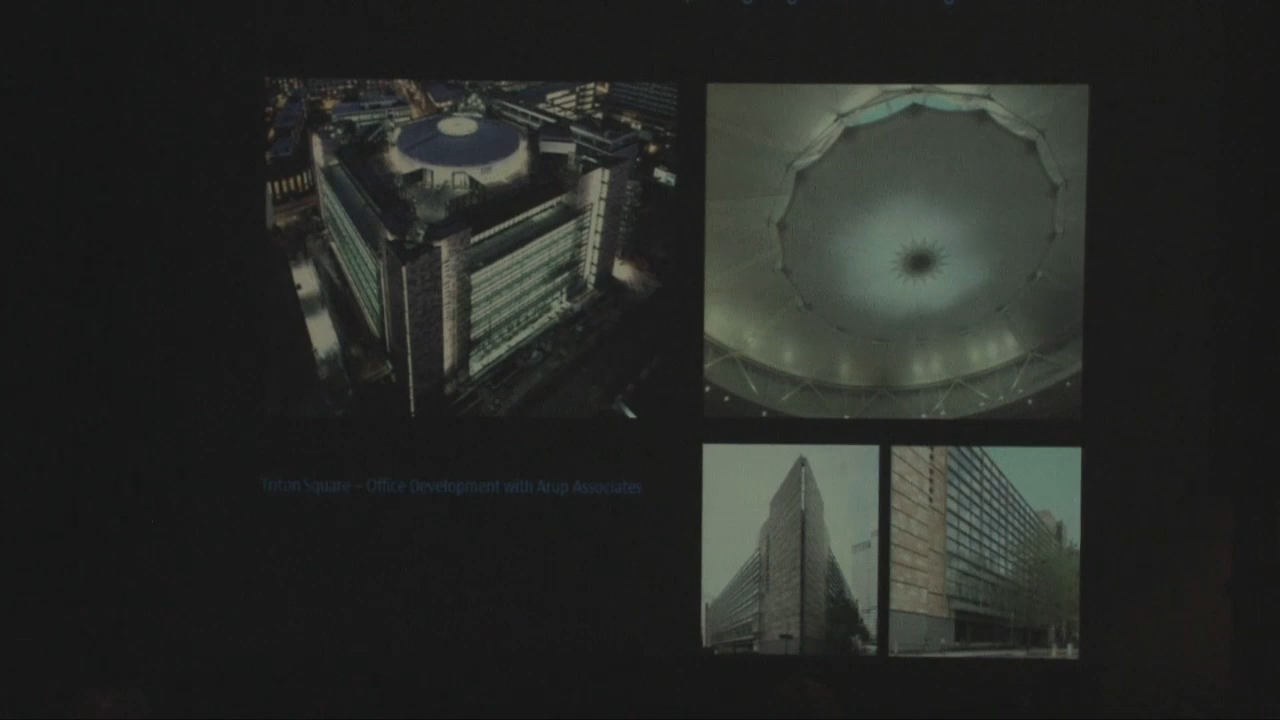 Triton Square – Office Development with Arup Associates